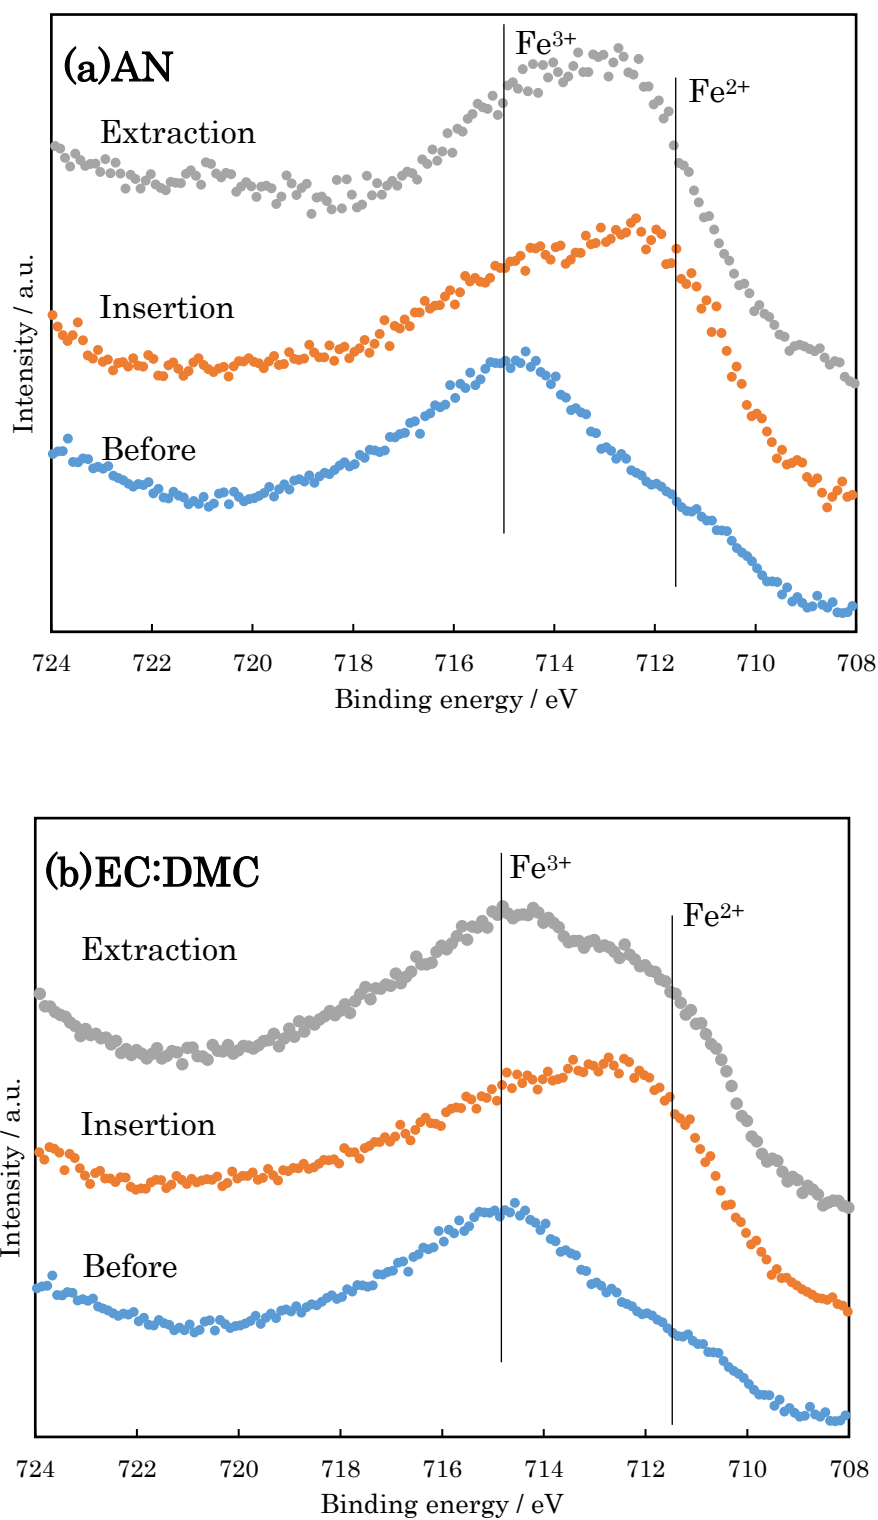 (a)AN
Fe3+
Fe2+
Extraction
Insertion
Before
Intensity / a.u.
724 722 720 718 716 714 712 710 708
Binding energy / eV
(b)EC:DMC
Fe3+
Fe2+
Extraction
Insertion
Before
Intensity / a.u.
724 722 720 718 716 714 712 710 708
Binding energy / eV